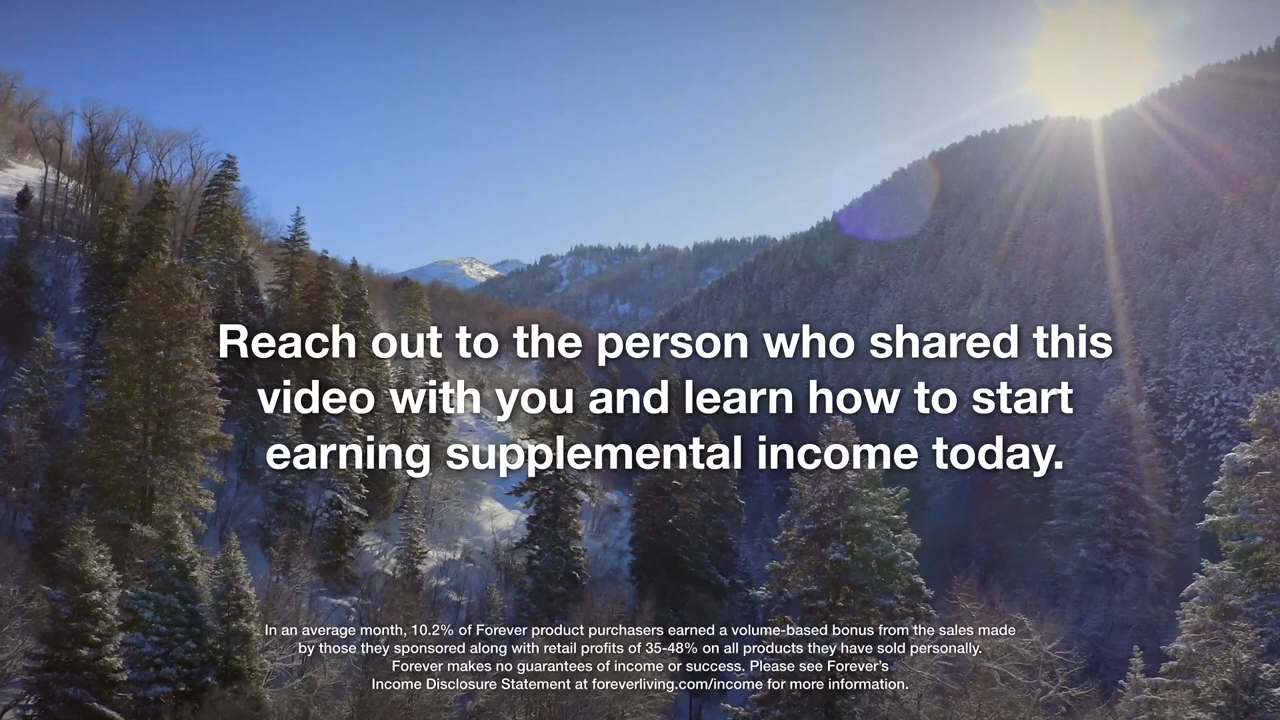 Reach out to the person who shared this
video with you and learn how to start
earning supplemental income today.
In an average month, 10.2% of Forever product purchasers earned a volume-based bonus from the sales made
by those they sponsored along with retail profits of 35-48% on all products they have sold personally.
Forever makes no guarantees of income or success. Please see Forever's
Income Disclosure Statement at foreverliving.com/income for more information.